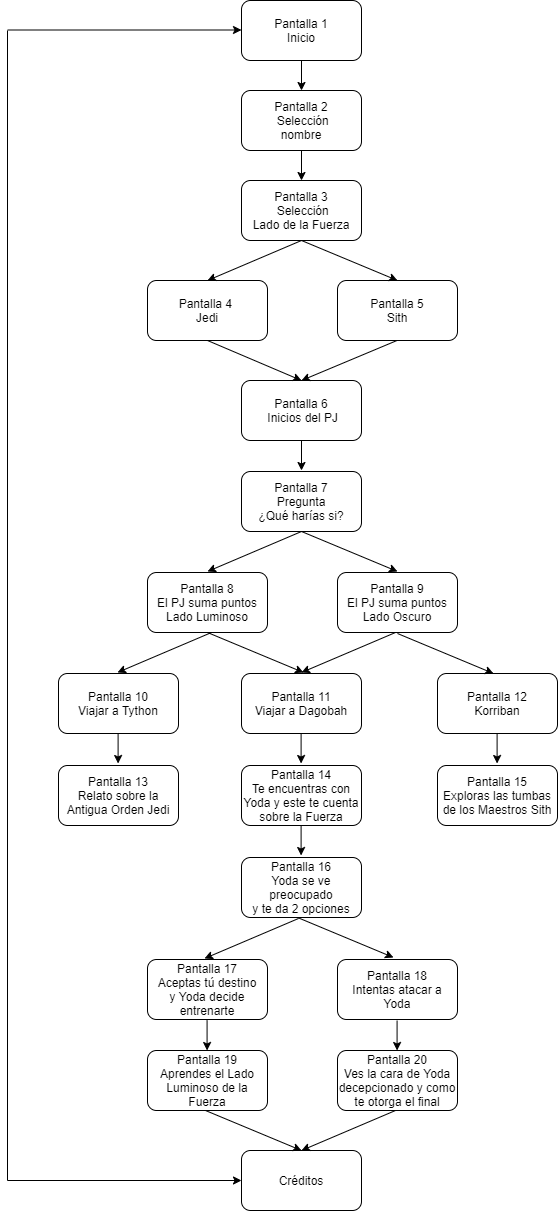 Pantalla 1
Inicio
Pantalla 2
Selección
nombre
Pantalla 3
Selección
Lado de la Fuerza
Pantalla 4
Jedi
Pantalla 5
Sith
Pantalla 6
Inicios del PJ
Pantalla 7
Pregunta
¿Qué harías si?
Pantalla 8
El PJ suma puntos
Lado Luminoso
Pantalla 9
El PJ suma puntos
Lado Oscuro
Pantalla 10
Viajar a Tython
Pantalla 11
Viajar a Dagobah
Pantalla 12
Korriban
Pantalla 13
Relato sobre la
Antigua Orden Jedi
Pantalla 14
Te encuentras con
Yoda y este te cuenta
sobre la Fuerza
Pantalla 15
Exploras las tumbas
de los Maestros Sith
Pantalla 16
Yoda se ve
preocupado
y te da 2 opciones
Pantalla 17
Aceptas tú destino
y Yoda decide
entrenarte
Pantalla 18
Intentas atacar a
Yoda
Pantalla 19
Aprendes el Lado
Luminoso de la
Fuerza
Pantalla 20
Ves la cara de Yoda
decepcionado y como
te otorga el final
Créditos